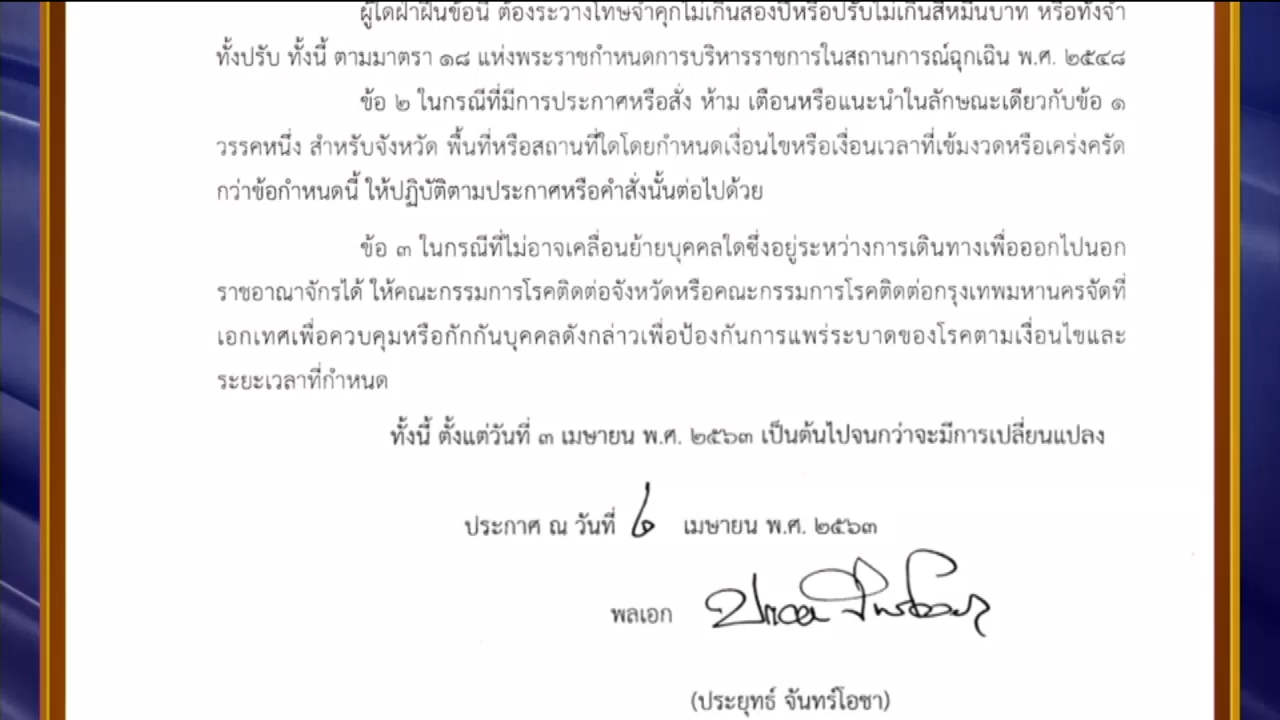 ผู้ใดฝ่าฝืนข้อนี้ ต้องระวางโทษจำคุกไม่เกินสองปีหรือปรับไม่เกินสี่หมื่นบาท หรือทั้งจำ
ทั้งปรับ ทั้งนี้ ตามมาตรา ๑๘ แห่งพระราชกำหนดการบริหารราชการในสถานการณ์ฉุกเฉิน พ.ศ. ๒๕๔๘
ข้อ ๒ ในกรณีที่มีการประกาศหรือสั่ง ห้าม เตือนหรือแนะนำในลักษณะเดียวกับข้อ ๑
วรรคหนึ่ง สำหรับจังหวัด พื้นที่หรือสถานที่ใดโดยกำหนดเงื่อนไขหรือเงื่อนเวลาที่เข้มงวดหรือเคร่งครัด
กว่าข้อกำหนดนี้ ให้ปฏิบัติตามประกาศหรือคำสั่งนั้นต่อไปด้วย
ข้อ ๓ ในกรณีที่ไม่อาจเคลื่อนย้ายบุคคลใดซึ่งอยู่ระหว่างการเดินทางเพื่อออกไปนอก
ราชอาณาจักรได้ ให้คณะกรรมการโรคติดต่อจังหวัดหรือคณะกรรมการโรคติดต่อกรุงเทพมหานครจัดที่
เอกเทศเพื่อควบคุมหรือกักกันบุคคลดังกล่าวเพื่อป้องกันการแพร่ระบาดของโรคตามเงื่อนไขและ
ระยะเวลาที่กำหนด
ทั้งนี้ ตั้งแต่วันที่ ๓ เมษายน พ.ศ. ๒๕๖๓ เป็นต้นไปจนกว่าจะมีการเปลี่ยนแปลง
ประกาศ ณ วันที่ เมษายน พ.ศ. ๒๕๖๓
พลเอก
(ประยุทธ์ จันทร์โอชา)